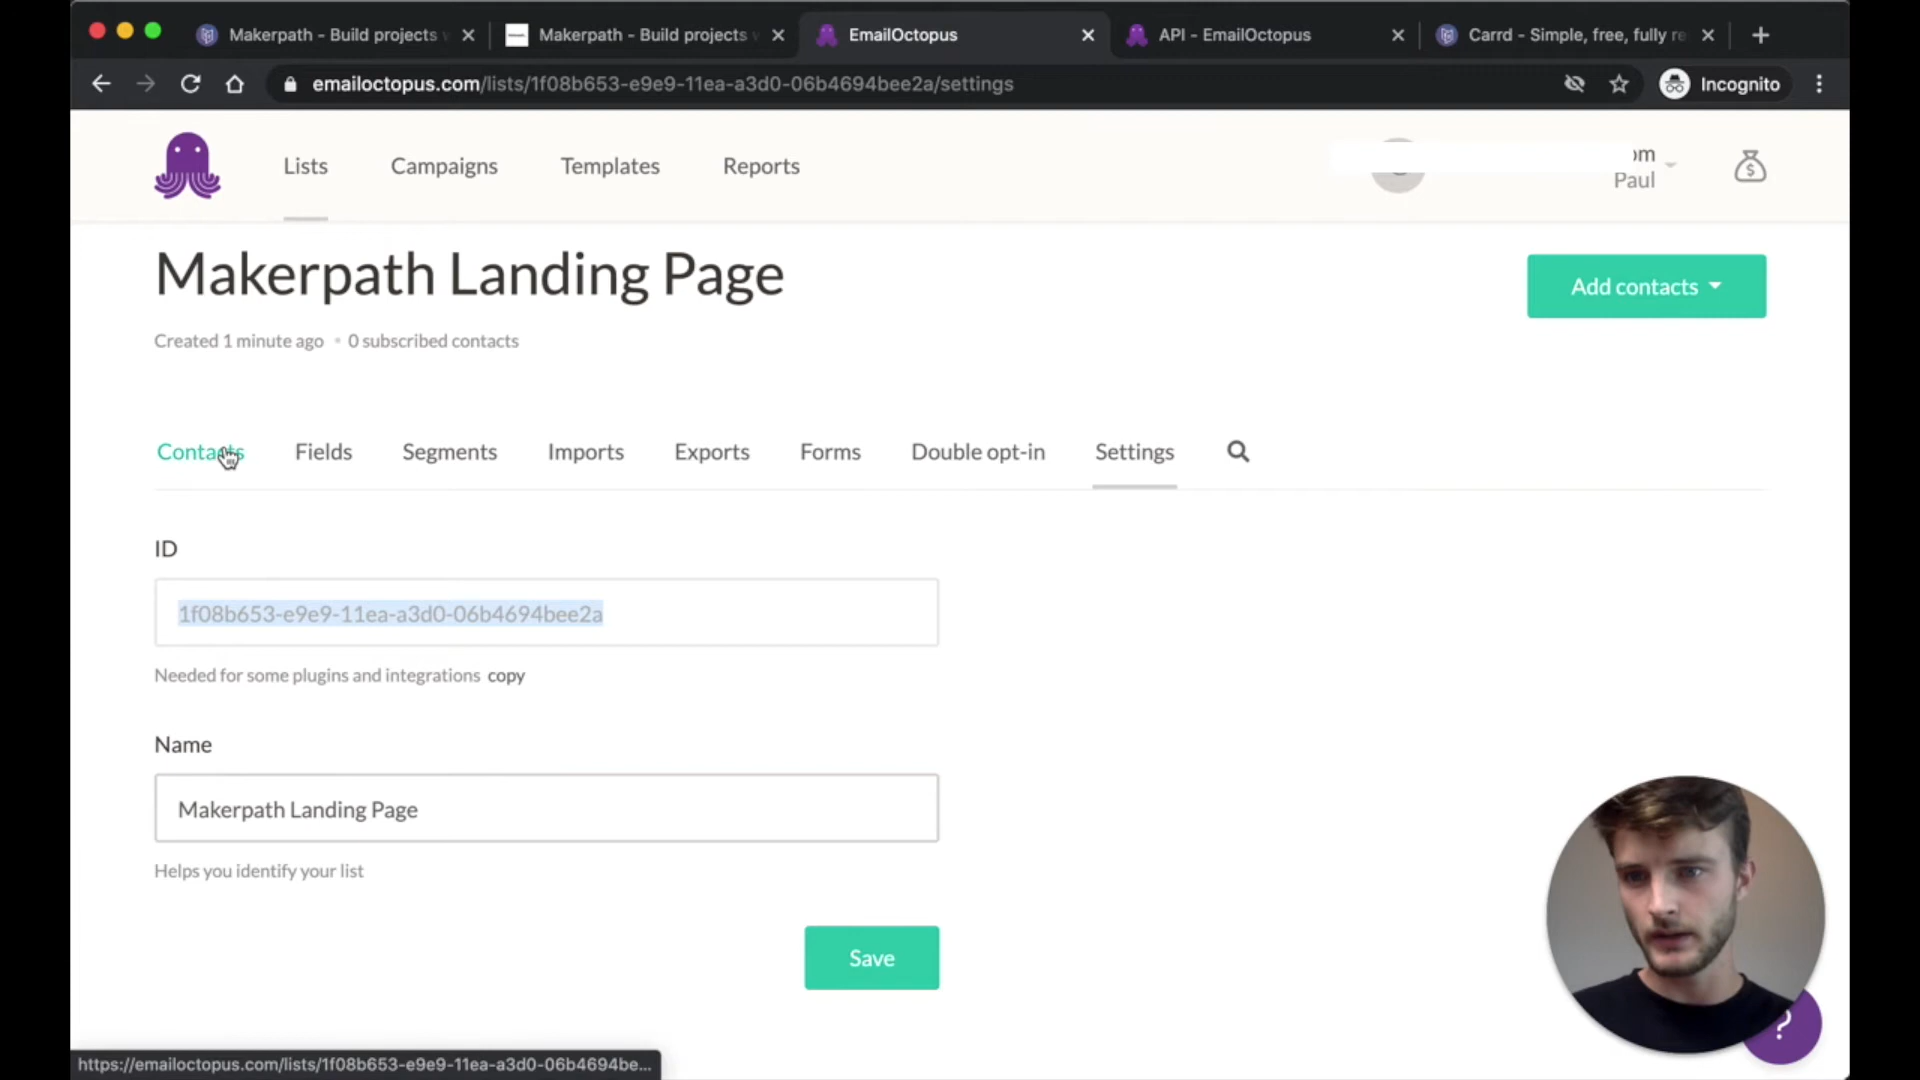 Makerpath - Build projects
Makerpath - Build projects
EmailOctopus
API - EmailOctopus
Carrd - Simple, free, fully re
emailoctopus.com/lists/1f08b653-e9e9-11ea-a3d0-06b4694bee2a/settings
Incognito
Lists
Campaigns
Templates
Reports
om
Paul
Makerpath Landing Page
Add contacts
Created 1 minute ago • 0 subscribed contacts
Contacts
Fields
Segments
Imports
Exports
Forms
Double opt-in
Settings
ID
1f08b653-e9e9-11ea-a3d0-06b4694bee2a
Needed for some plugins and integrations copy
Name
Makerpath Landing Page
Helps you identify your list
Save
?
https://emailoctopus.com/lists/1f08b653-e9e9-11ea-a3d0-06b4694be...